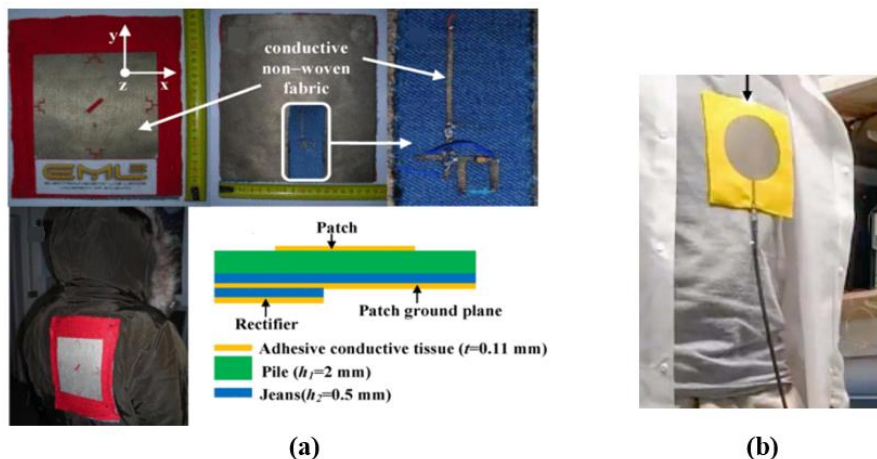 y
x
z
conductive
non-woven
fabric
EML
Patch
Rectifier
Patch ground plane
Adhesive conductive tissue (t=0.11 mm)
Pile (h₁=2 mm)
Jeans(h₂=0.5 mm)
(a)
(b)